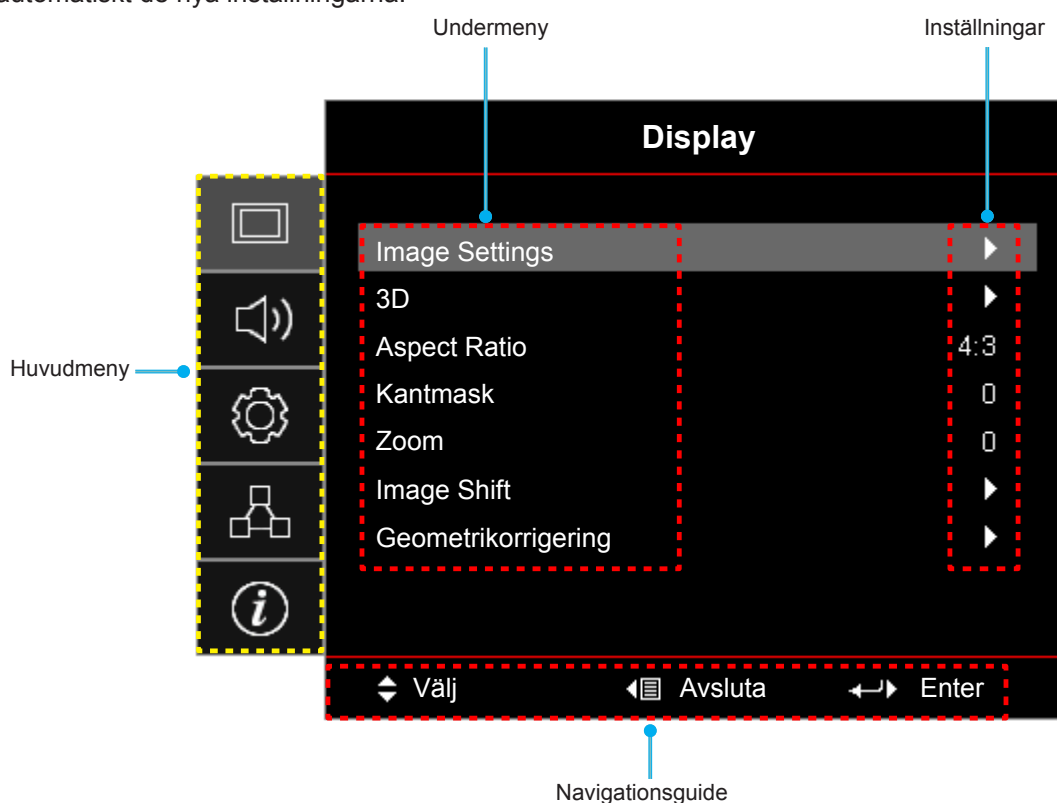 automatiskt de nya inställningarna.
Undermeny
Inställningar
Display
Image Settings
3D
Aspect Ratio 4:3
Huvudmeny
Kantmask 0
Zoom 0
Image Shift
Geometrikorrigering
i
Välj Avsluta Enter
Navigationsguide